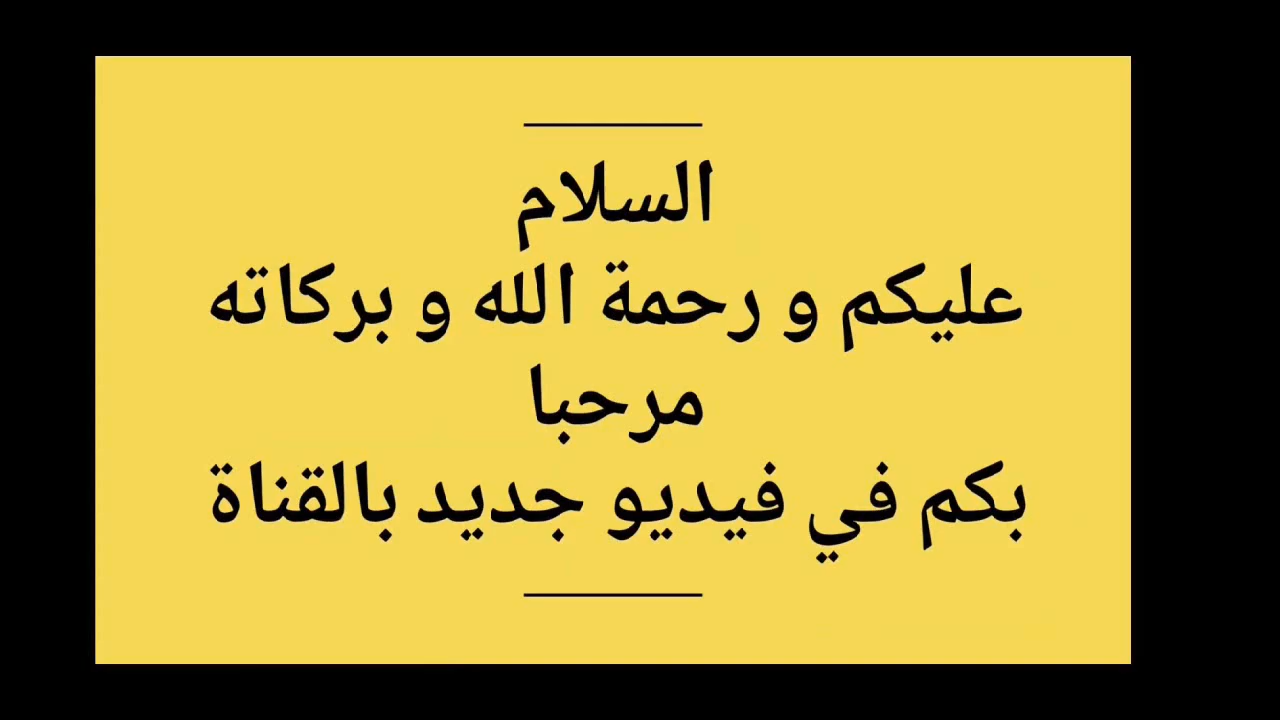 السلام
عليكم و رحمة الله و بركاته
مرحبا
بكم في فيديو جديد بالقناة